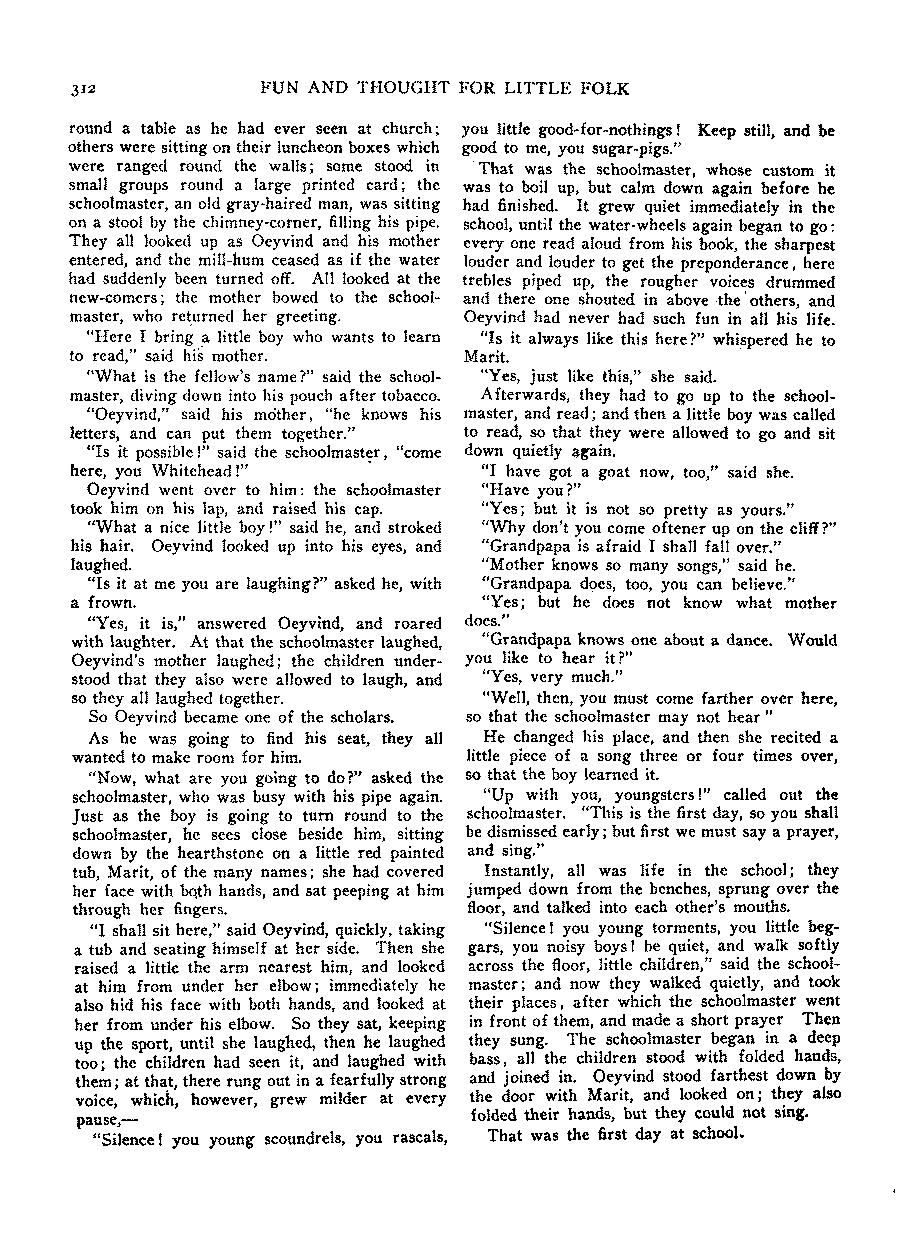 312
FUN AND THOUGHT FOR LITTLE FOLK
round a table as he had ever seen at church;
others were sitting on their luncheon boxes which
were ranged round the walls; some stood in
small groups round a large printed card; the
schoolmaster, an old gray-haired man, was sitting
on a stool by the chimney-corner, filling his pipe.
They all looked up as Oeyvind and his mother
entered, and the mill-hum ceased as if the water
had suddenly been turned off. All looked at the
new-comers; the mother bowed to the school-
master, who returned her greeting.
"Here I bring a little boy who wants to learn
to read," said his mother.
"What is the fellow's name?" said the school-
master, diving down into his pouch after tobacco.
"Oeyvind," said his mother, "he knows his
letters, and can put them together."
"Is it possible!" said the schoolmaster, "come
here, you Whitehead!"
Oeyvind went over to him: the schoolmaster
took him on his lap, and raised his cap.
"What a nice little boy!" said he, and stroked
his hair. Oeyvind looked up into his eyes, and
laughed.
"Is it at me you are laughing?" asked he, with
a frown.
"Yes, it is," answered Oeyvind, and roared
with laughter. At that the schoolmaster laughed,
Oeyvind's mother laughed; the children under-
stood that they also were allowed to laugh, and
so they all laughed together.
So Oeyvind became one of the scholars.
As he was going to find his seat, they all
wanted to make room for him.
"Now, what are you going to do?" asked the
schoolmaster, who was busy with his pipe again.
Just as the boy is going to turn round to the
schoolmaster, he sees close beside him, sitting
down by the hearthstone on a little red painted
tub, Marit, of the many names; she had covered
her face with both hands, and sat peeping at him
through her fingers.
"I shall sit here," said Oeyvind, quickly, taking
a tub and seating himself at her side. Then she
raised a little the arm nearest him, and looked
at him from under her elbow; immediately he
also hid his face with both hands, and looked at
her from under his elbow. So they sat, keeping
up the sport, until she laughed, then he laughed
too; the children had seen it, and laughed with
them; at that, there rung out in a fearfully strong
voice, which, however, grew milder at every
pause,—
"Silence! you young scoundrels, you rascals,
you little good-for-nothings! Keep still, and be
good to me, you sugar-pigs."
That was the schoolmaster, whose custom it
was to boil up, but calm down again before he
had finished. It grew quiet immediately in the
school, until the water-wheels again began to go:
every one read aloud from his book, the sharpest
louder and louder to get the preponderance, here
trebles piped up, the rougher voices drummed
and there one shouted in above the others, and
Oeyvind had never had such fun in all his life.
"Is it always like this here?" whispered he to
Marit.
"Yes, just like this," she said.
Afterwards, they had to go up to the school-
master, and read; and then a little boy was called
to read, so that they were allowed to go and sit
down quietly again.
"I have got a goat now, too," said she.
"Have you?"
"Yes; but it is not so pretty as yours."
"Why don't you come oftener up on the cliff?"
"Grandpapa is afraid I shall fall over."
"Mother knows so many songs," said he.
"Grandpapa does, too, you can believe."
"Yes; but he does not know what mother
does."
"Grandpapa knows one about a dance. Would
you like to hear it?"
"Yes, very much."
"Well, then, you must come farther over here,
so that the schoolmaster may not hear"
He changed his place, and then she recited a
little piece of a song three or four times over,
so that the boy learned it.
"Up with you, youngsters!" called out the
schoolmaster. "This is the first day, so you shall
be dismissed early; but first we must say a prayer,
and sing."
Instantly, all was life in the school; they
jumped down from the benches, sprung over the
floor, and talked into each other's mouths.
"Silence! you young torments, you little beg-
gars, you noisy boys! be quiet, and walk softly
across the floor, little children," said the school-
master; and now they walked quietly, and took
their places, after which the schoolmaster went
in front of them, and made a short prayer Then
they sung. The schoolmaster began in a deep
bass, all the children stood with folded hands,
and joined in. Oeyvind stood farthest down by
the door with Marit, and looked on; they also
folded their hands, but they could not sing.
That was the first day at school.